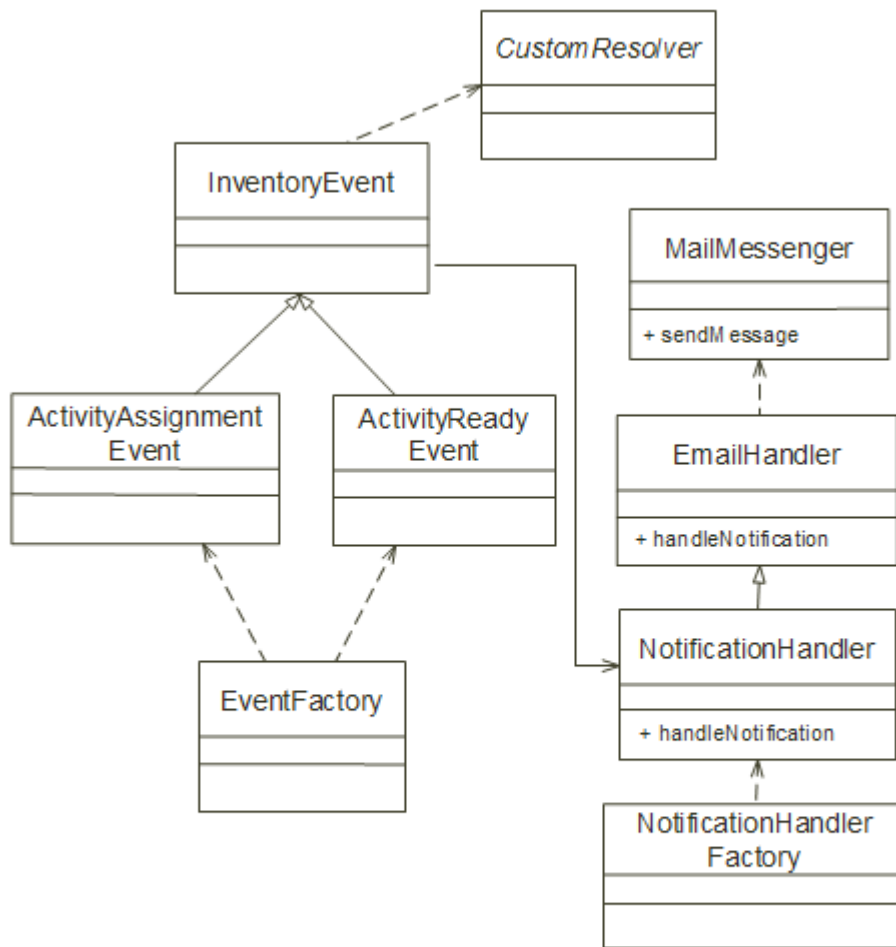 CustomResolver
InventoryEvent
MailMessenger
+ sendMessage
ActivityAssignment
Event
ActivityReady
Event
EmailHandler
+ handleNotification
NotificationHandler
+ handleNotification
EventFactory
NotificationHandler
Factory